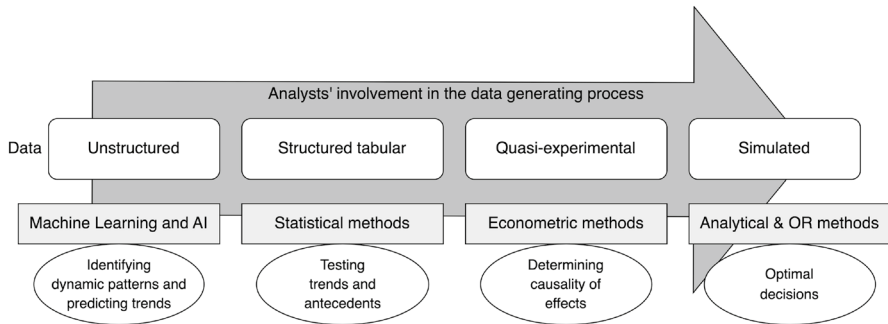 Analysts' involvement in the data generating process
Data
Unstructured
Structured tabular
Quasi-experimental
Simulated
Machine Learning and AI
Statistical methods
Econometric methods
Analytical & OR methods
Identifying
dynamic patterns and
predicting trends
Testing
trends and
antecedents
Determining
causality of
effects
Optimal
decisions